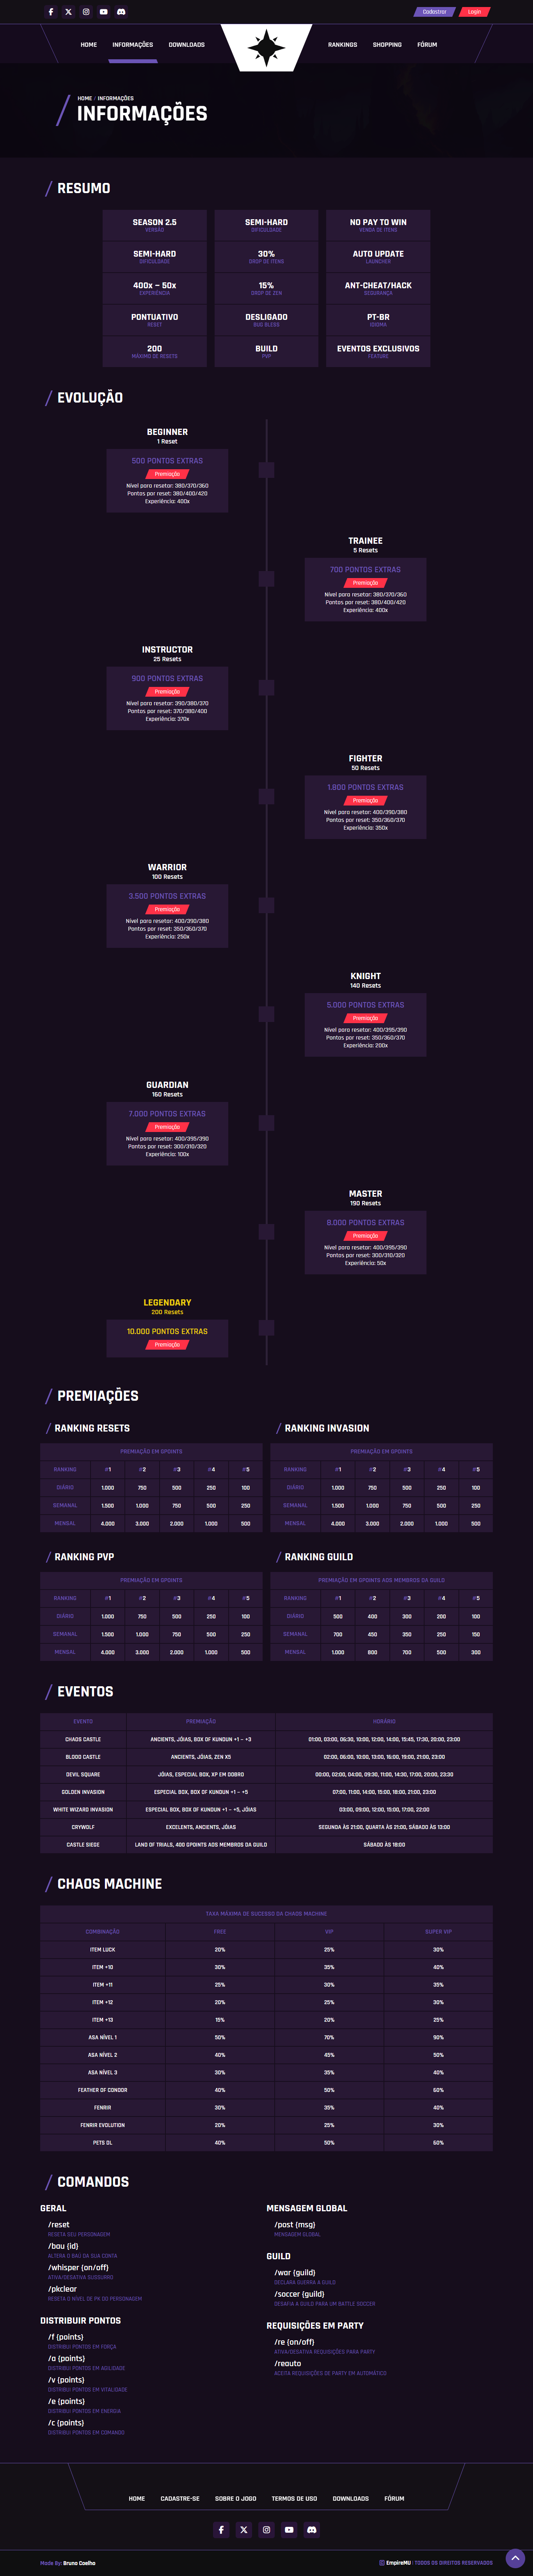 Cadastrar
Login
HOME
INFORMAÇÕES
DOWNLOADS
RANKINGS
SHOPPING
FÓRUM
HOME / INFORMAÇÕES
INFORMAÇÕES
RESUMO
SEASON 2.5
VERSÃO
SEMI-HARD
DIFICULDADE
NO PAY TO WIN
VENDA DE ITENS
SEMI-HARD
DIFICULDADE
30%
DROP DE ITENS
AUTO UPDATE
LAUNCHER
400x ~ 50x
EXPERIÊNCIA
15%
DROP DE ZEN
ANT-CHEAT/HACK
SEGURANÇA
PONTUATIVO
RESET
DESLIGADO
BUG BLESS
PT-BR
IDIOMA
200
MÁXIMO DE RESETS
BUILD
PVP
EVENTOS EXCLUSIVOS
FEATURE
EVOLUÇÃO
BEGINNER
1 Reset
500 PONTOS EXTRAS
Premiação
Nível para resetar: 380/370/360
Pontos por reset: 380/400/420
Experiência: 400x
TRAINEE
5 Resets
700 PONTOS EXTRAS
Premiação
Nível para resetar: 380/370/360
Pontos por reset: 380/400/420
Experiência: 400x
INSTRUCTOR
25 Resets
900 PONTOS EXTRAS
Premiação
Nível para resetar: 390/380/370
Pontos por reset: 370/380/400
Experiência: 370x
FIGHTER
50 Resets
1.800 PONTOS EXTRAS
Premiação
Nível para resetar: 400/390/380
Pontos por reset: 350/360/370
Experiência: 350x
WARRIOR
100 Resets
3.500 PONTOS EXTRAS
Premiação
Nível para resetar: 400/390/380
Pontos por reset: 350/360/370
Experiência: 250x
KNIGHT
140 Resets
5.000 PONTOS EXTRAS
Premiação
Nível para resetar: 400/395/390
Pontos por reset: 350/360/370
Experiência: 200x
GUARDIAN
160 Resets
7.000 PONTOS EXTRAS
Premiação
Nível para resetar: 400/395/390
Pontos por reset: 300/310/320
Experiência: 100x
MASTER
190 Resets
8.000 PONTOS EXTRAS
Premiação
Nível para resetar: 400/395/390
Pontos por reset: 300/310/320
Experiência: 50x
LEGENDARY
200 Resets
10.000 PONTOS EXTRAS
Premiação
PREMIAÇÕES
RANKING RESETS
PREMIAÇÃO EM GPOINTS
RANKING #1 #2 #3 #4 #5
DIÁRIO 1.000 750 500 250 100
SEMANAL 1.500 1.000 750 500 250
MENSAL 4.000 3.000 2.000 1.000 500
RANKING INVASION
PREMIAÇÃO EM GPOINTS
RANKING #1 #2 #3 #4 #5
DIÁRIO 1.000 750 500 250 100
SEMANAL 1.500 1.000 750 500 250
MENSAL 4.000 3.000 2.000 1.000 500
RANKING PVP
PREMIAÇÃO EM GPOINTS
RANKING #1 #2 #3 #4 #5
DIÁRIO 1.000 750 500 250 100
SEMANAL 1.500 1.000 750 500 250
MENSAL 4.000 3.000 2.000 1.000 500
RANKING GUILD
PREMIAÇÃO EM GPOINTS AOS MEMBROS DA GUILD
RANKING #1 #2 #3 #4 #5
DIÁRIO 500 400 300 200 100
SEMANAL 700 450 350 250 150
MENSAL 1.000 800 700 500 300
EVENTOS
EVENTO PREMIAÇÃO HORÁRIO
CHAOS CASTLE ANCIENTS, JÓIAS, BOX OF KUNDUN +1 ~ +3 01:00, 03:00, 06:30, 10:00, 12:00, 14:00, 15:45, 17:30, 20:00, 23:00
BLOOD CASTLE ANCIENTS, JÓIAS, ZEN X5 02:00, 06:00, 10:00, 13:00, 16:00, 19:00, 21:00, 23:00
DEVIL SQUARE JÓIAS, ESPECIAL BOX, XP EM DOBRO 00:00, 02:00, 04:00, 09:30, 11:00, 14:30, 17:00, 20:00, 23:30
GOLDEN INVASION ESPECIAL BOX, BOX OF KUNDUN +1 ~ +5 07:00, 11:00, 14:00, 15:00, 18:00, 21:00, 23:00
WHITE WIZARD INVASION ESPECIAL BOX, BOX OF KUNDUN +1 ~ +5, JÓIAS 03:00, 09:00, 12:00, 15:00, 17:00, 22:00
CRYWOLF EXCELENTS, ANCIENTS, JÓIAS SEGUNDA ÀS 21:00, QUARTA ÀS 21:00, SÁBADO ÀS 13:00
CASTLE SIEGE LAND OF TRIALS, 400 GPOINTS AOS MEMBROS DA GUILD SÁBADO ÀS 18:00
CHAOS MACHINE
TAXA MÁXIMA DE SUCESSO DA CHAOS MACHINE
COMBINAÇÃO FREE VIP SUPER VIP
ITEM LUCK 20% 25% 30%
ITEM +10 30% 35% 40%
ITEM +11 25% 30% 35%
ITEM +12 20% 25% 30%
ITEM +13 15% 20% 25%
ASA NÍVEL 1 50% 70% 90%
ASA NÍVEL 2 40% 45% 50%
ASA NÍVEL 3 30% 35% 40%
FEATHER OF CONDOR 40% 50% 60%
FENRIR 30% 35% 40%
FENRIR EVOLUTION 20% 25% 30%
PETS DL 40% 50% 60%
COMANDOS
GERAL
/reset
RESETA SEU PERSONAGEM
/bau {id}
ALTERA O BAÚ DA SUA CONTA
/whisper {on/off}
ATIVA/DESATIVA SUSSURRO
/pkclear
RESETA O NÍVEL DE PK DO PERSONAGEM
DISTRIBUIR PONTOS
/f {points}
DISTRIBUI PONTOS EM FORÇA
/a {points}
DISTRIBUI PONTOS EM AGILIDADE
/v {points}
DISTRIBUI PONTOS EM VITALIDADE
/e {points}
DISTRIBUI PONTOS EM ENERGIA
/c {points}
DISTRIBUI PONTOS EM COMANDO
MENSAGEM GLOBAL
/post {msg}
MENSAGEM GLOBAL
GUILD
/war {guild}
DECLARA GUERRA A GUILD
/soccer {guild}
DESAFIA A GUILD PARA UM BATTLE SOCCER
REQUISIÇÕES EM PARTY
/re {on/off}
ATIVA/DESATIVA REQUISIÇÕES PARA PARTY
/reauto
ACEITA REQUISIÇÕES DE PARTY EM AUTOMÁTICO
HOME
CADASTRE-SE
SOBRE O JOGO
TERMOS DE USO
DOWNLOADS
FÓRUM
Made By: Bruno Coelho
EmpireMU - TODOS OS DIREITOS RESERVADOS